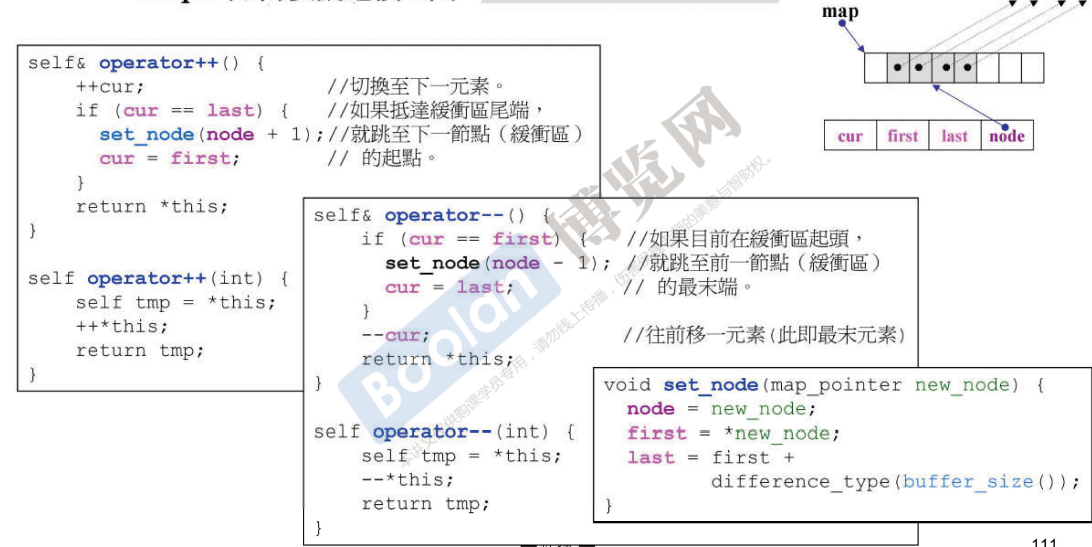 map
self& operator++() {
++cur; //切換至下一元素。
if (cur == last) { //如果抵達緩衝區尾端，
set_node(node + 1);//就跳至下一節點（緩衝區）
cur = first; // 的起點。
}
return *this;
}
self operator++(int) {
self tmp = *this;
++*this;
return tmp;
}
cur first last node
self& operator--() {
if (cur == first) { //如果目前在緩衝區起頭，
set_node(node - 1); //就跳至前一節點（緩衝區）
cur = last; // 的最末端。
}
--cur; //往前移一元素(此即最末元素)
return *this;
}
self operator--(int) {
self tmp = *this;
--*this;
return tmp;
}
void set_node(map_pointer new_node) {
node = new_node;
first = *new_node;
last = first +
difference_type(buffer_size());
}
Boolan 博览网
111